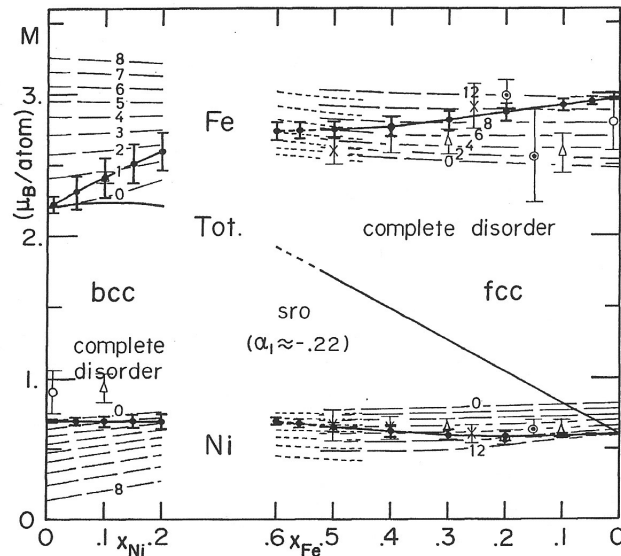 M
8
7
6
5
4
3
2
1
0
3.
Fe
12
8
6
4
2
0
(μB/atom)
ω
2.
Tot.
complete disorder
bcc
sro
fcc
(α1≈-.22)
complete
disorder
1.
0
0
Ni
12
8
0
0 .1 xNi .2
.6 xFe .5 .4 .3 .2 .1 0